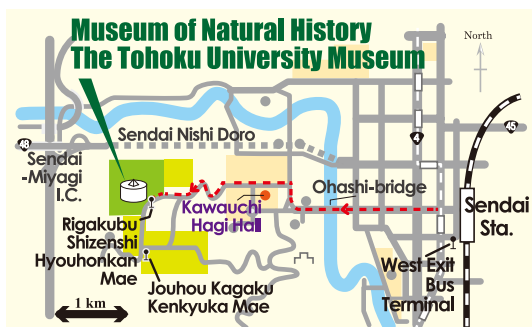 Museum of Natural History
The Tohoku University Museum
North
48
Sendai Nishi Doro
4
45
Sendai
-Miyagi
I.C.
Kawauchi
Hagi Hall
Ohashi-bridge
Sendai
Sta.
Rigakubu
Shizenshi
Hyouhonkan
Mae
Jouhou Kagaku
Kenkyuka Mae
West Exit
Bus
Terminal
1 km